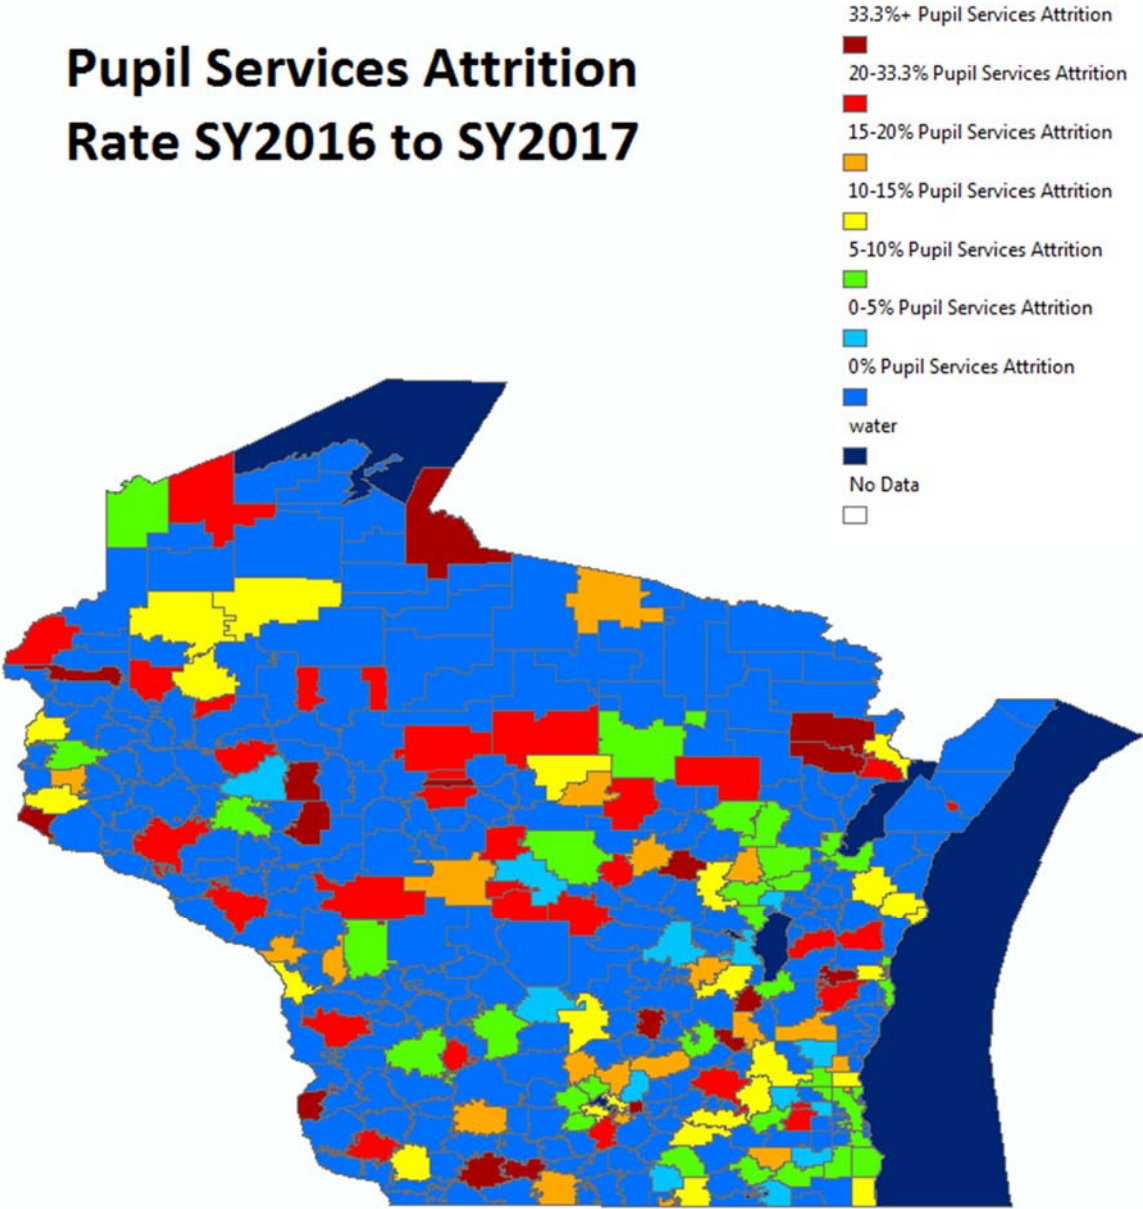 Pupil Services Attrition
Rate SY2016 to SY2017
33.3%+ Pupil Services Attrition
20-33.3% Pupil Services Attrition
15-20% Pupil Services Attrition
10-15% Pupil Services Attrition
5-10% Pupil Services Attrition
0-5% Pupil Services Attrition
0% Pupil Services Attrition
water
No Data